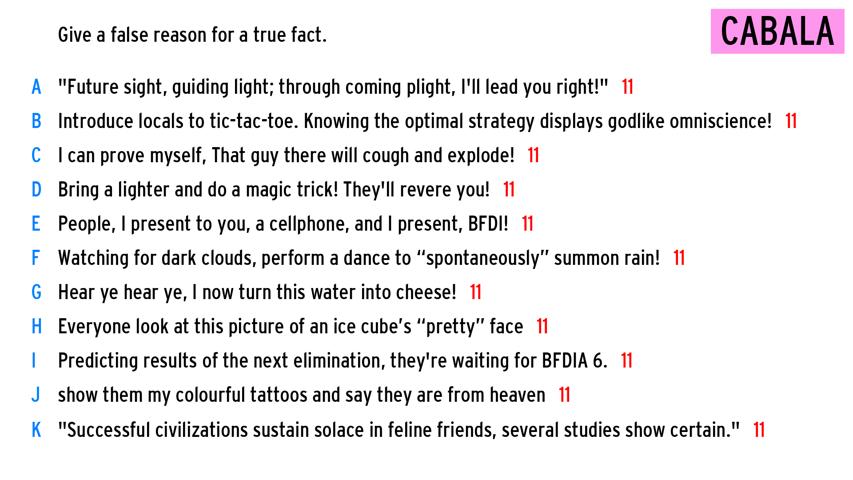 Give a false reason for a true fact.
CABALA
A "Future sight, guiding light; through coming plight, I'll lead you right!" 11
B Introduce locals to tic-tac-toe. Knowing the optimal strategy displays godlike omniscience! 11
C I can prove myself, That guy there will cough and explode! 11
D Bring a lighter and do a magic trick! They'll revere you! 11
E People, I present to you, a cellphone, and I present, BFDI! 11
F Watching for dark clouds, perform a dance to “spontaneously” summon rain! 11
G Hear ye hear ye, I now turn this water into cheese! 11
H Everyone look at this picture of an ice cube’s “pretty” face 11
I Predicting results of the next elimination, they're waiting for BFDIA 6. 11
J show them my colourful tattoos and say they are from heaven 11
K "Successful civilizations sustain solace in feline friends, several studies show certain." 11